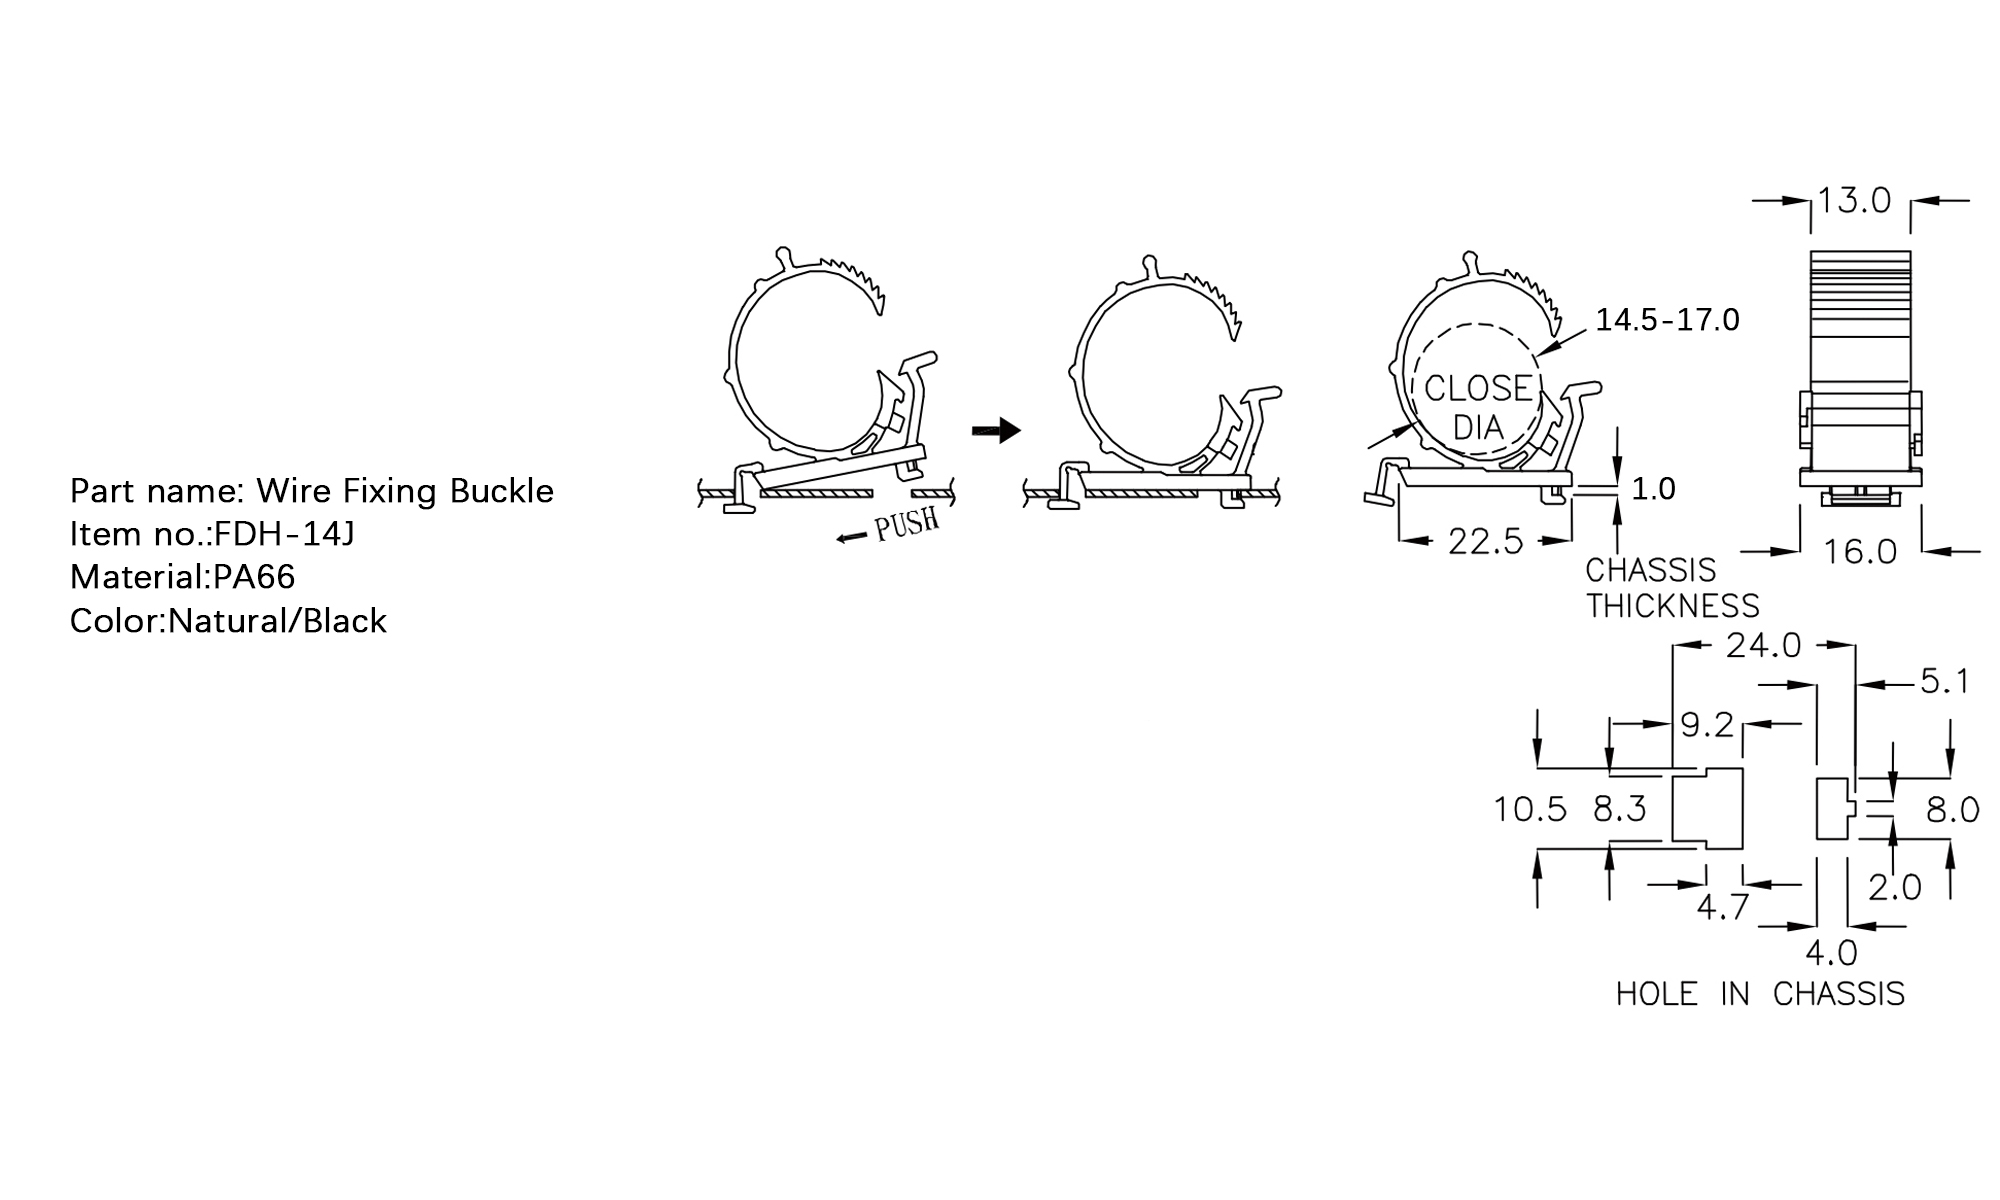 Part name: Wire Fixing Buckle
Item no.:FDH-14J
Material:PA66
Color:Natural/Black
PUSH
14.5-17.0
CLOSE
DIA
1.0
22.5
CHASSIS
THICKNESS
13.0
16.0
24.0
5.1
9.2
10.5
8.3
8.0
2.0
4.7
4.0
HOLE IN CHASSIS